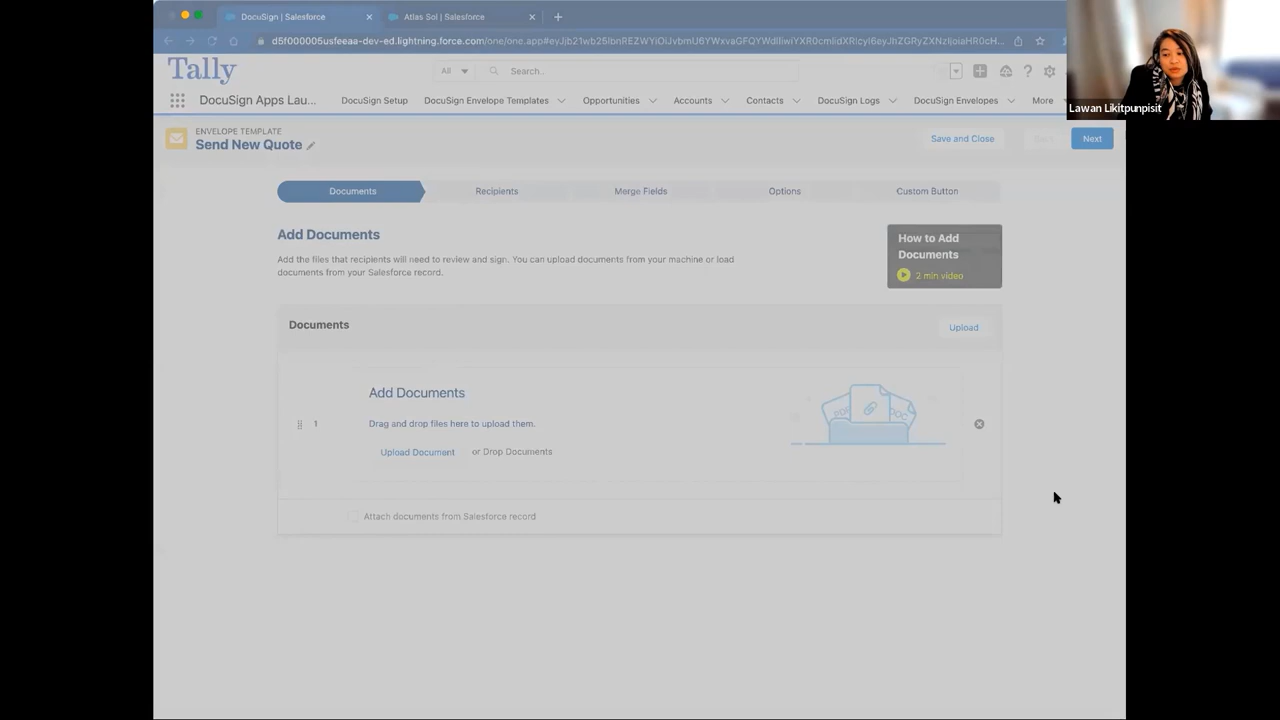 DocuSign | Salesforce
Atlas Sol | Salesforce
Tally
All
Search..
DocuSign Apps Lau...
DocuSign Setup
DocuSign Envelope Templates
Opportunities
Accounts
Contacts
DocuSign Logs
DocuSign Envelopes
More
Lawan Likitpunpisit
ENVELOPE TEMPLATE
Send New Quote
Save and Close
Next
Documents
Recipients
Merge Fields
Options
Custom Button
Add Documents
Add the files that recipients will need to review and sign. You can upload documents from your machine or load
documents from your Salesforce record.
How to Add
Documents
2 min video
Documents
Upload
1
Add Documents
Drag and drop files here to upload them.
Upload Document
or Drop Documents
Attach documents from Salesforce record